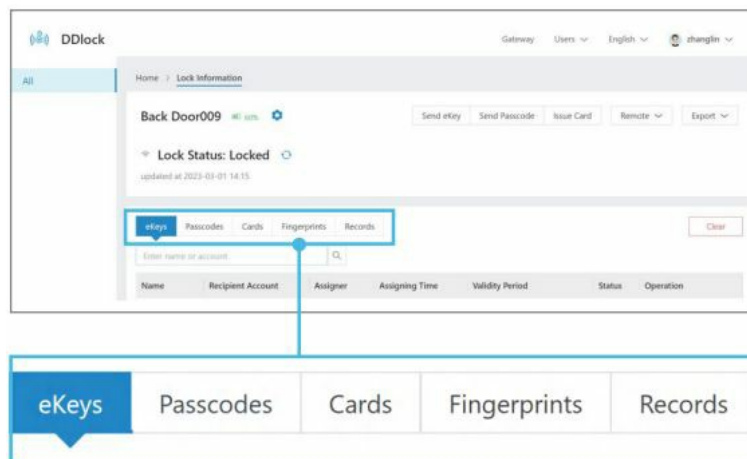 DDlock
Gateway Users English zhanglin
All
Home > Lock Information
Back Door009
Send eKey Send Passcode Issue Card Remote Export
Lock Status: Locked
updated at 2023-03-01 14:15
eKeys Passcodes Cards Fingerprints Records
Clear
Enter name or account
Name Recipient Account Assigner Assigning Time Validity Period Status Operation
eKeys Passcodes Cards Fingerprints Records